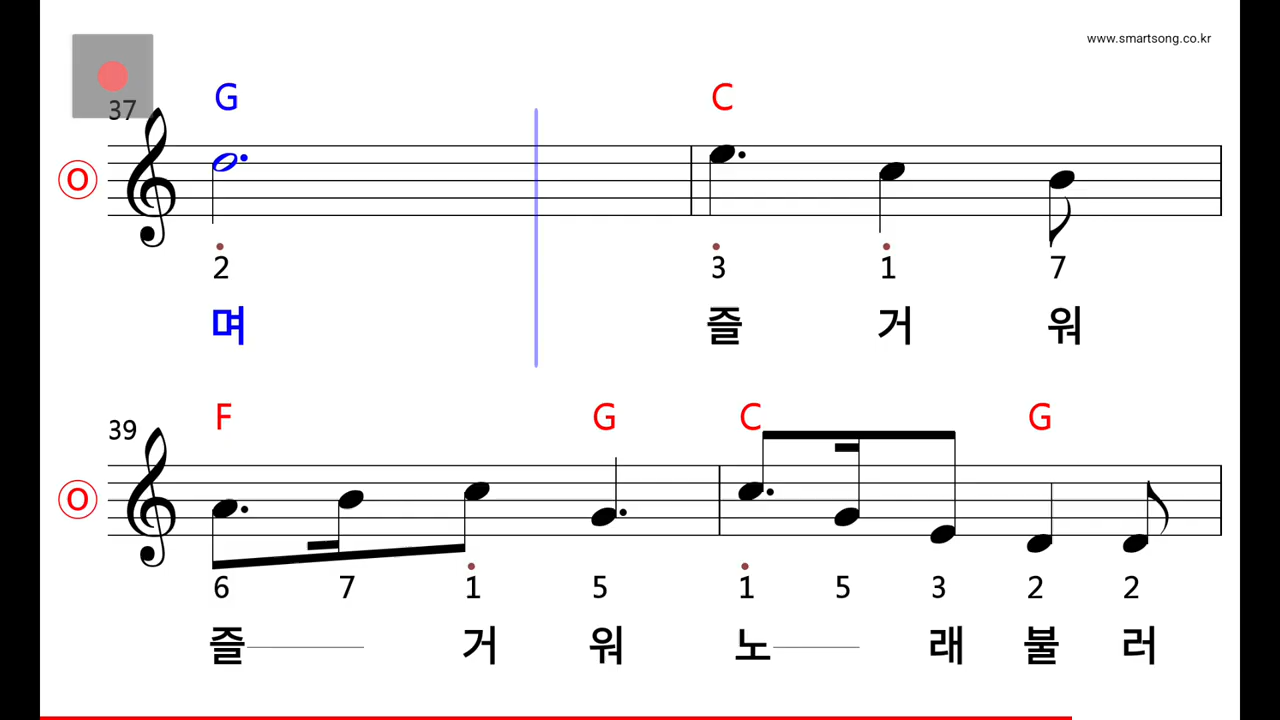 www.smartsong.co.kr
37 G C
O
2 3 1 7
며 즐 거 워
39 F G C G
O
6 7 1 5 1 5 3 2 2
즐 거 워 노 래 불 러